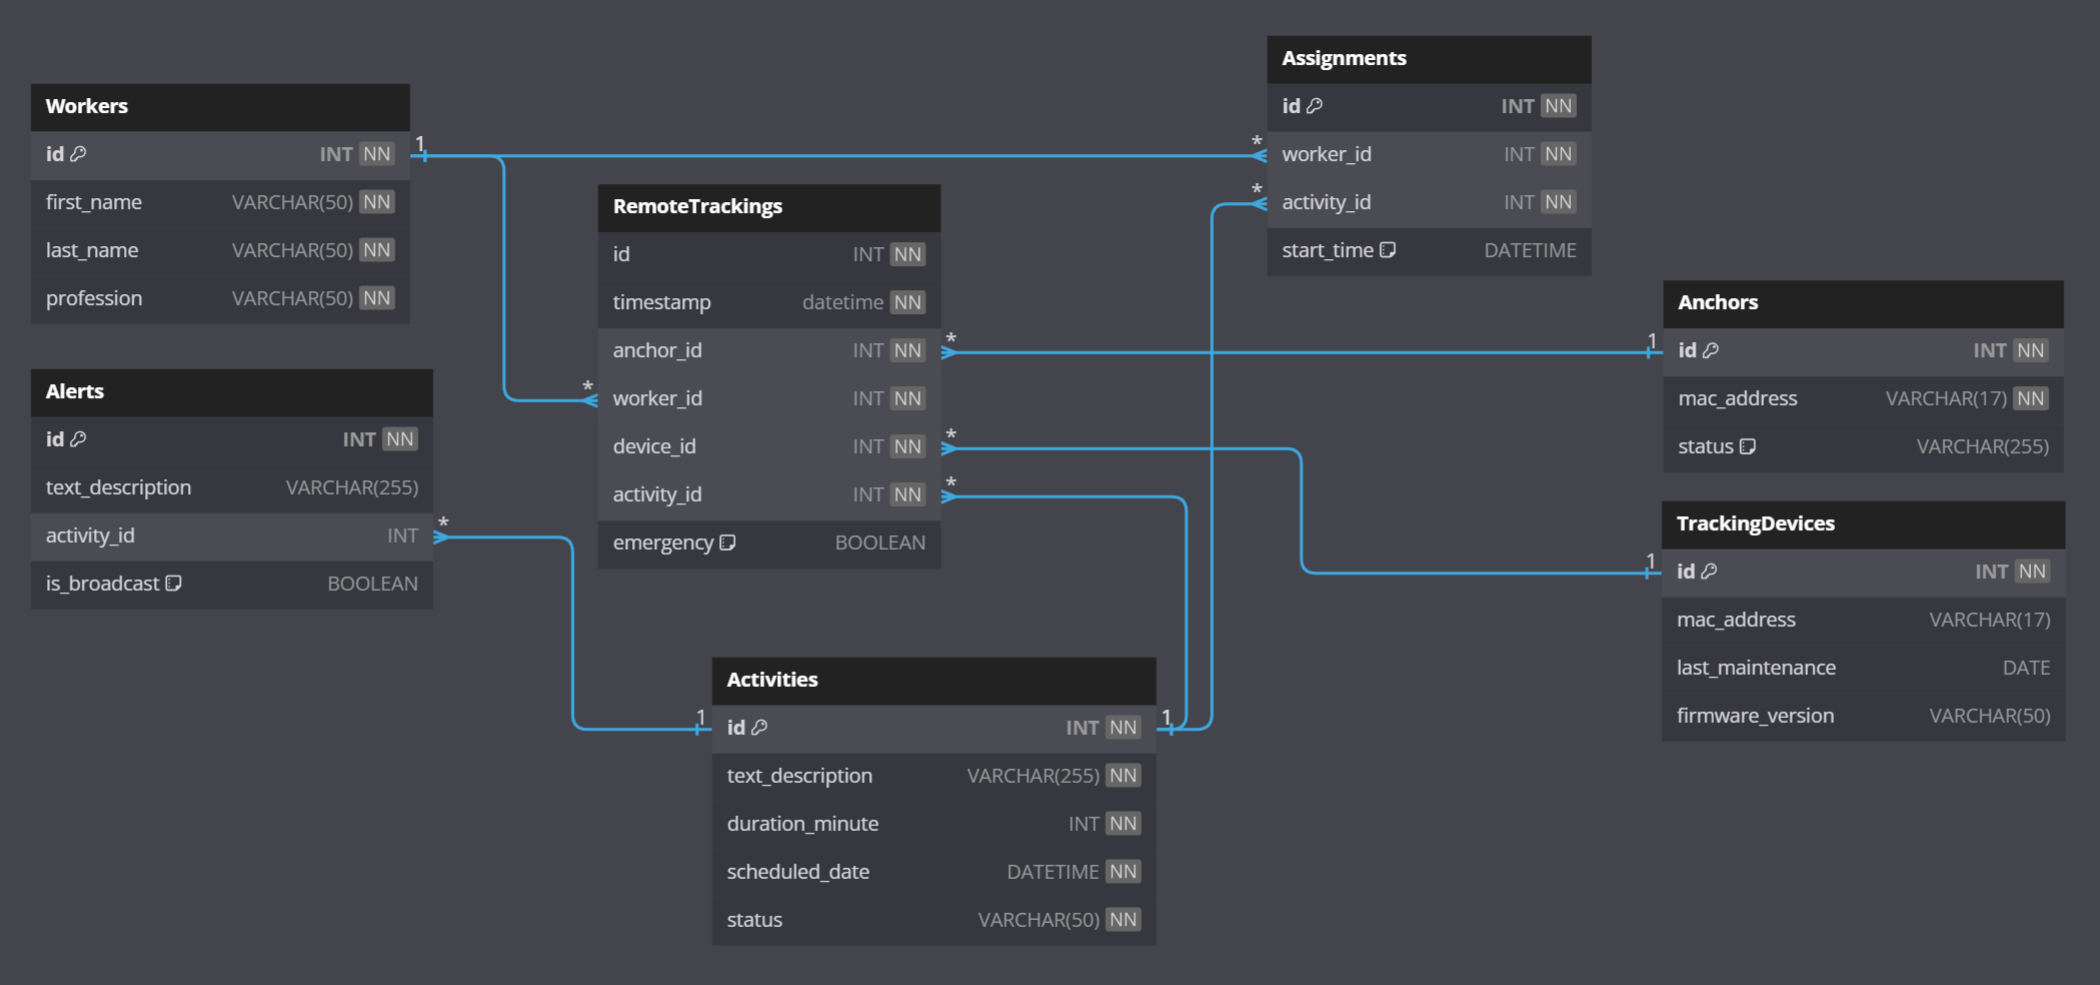 Workers
id INT NN
first_name VARCHAR(50) NN
last_name VARCHAR(50) NN
profession VARCHAR(50) NN
1
*
*
Alerts
id INT NN
text_description VARCHAR(255)
activity_id INT
is_broadcast BOOLEAN
*
1
RemoteTrackings
id INT NN
timestamp datetime NN
anchor_id INT NN
worker_id INT NN
device_id INT NN
activity_id INT NN
emergency BOOLEAN
*
*
*
Activities
id INT NN
text_description VARCHAR(255) NN
duration_minute INT NN
scheduled_date DATETIME NN
status VARCHAR(50) NN
1
*
Assignments
id INT NN
worker_id INT NN
activity_id INT NN
start_time DATETIME
1
Anchors
id INT NN
mac_address VARCHAR(17) NN
status VARCHAR(255)
1
TrackingDevices
id INT NN
mac_address VARCHAR(17)
last_maintenance DATE
firmware_version VARCHAR(50)